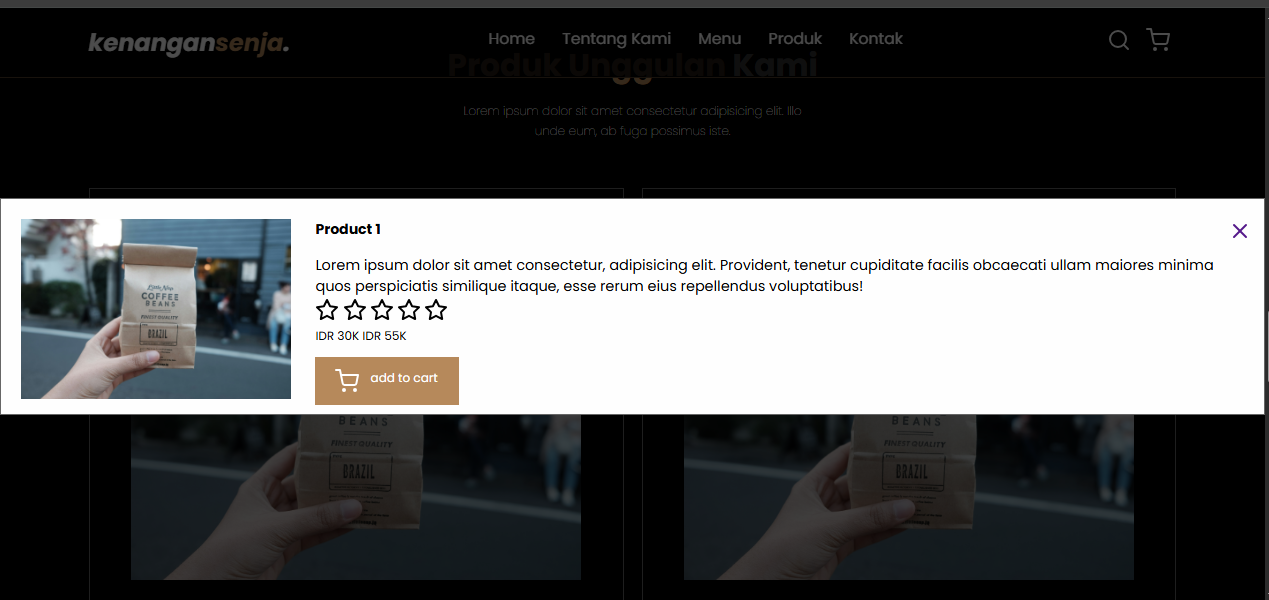 kenangansenja.
Home Tentang Kami Menu Produk Kontak
Produk Unggulan Kami
Lorem ipsum dolor sit amet consectetur adipisicing elit. Illo
unde eum, ab fuga possimus iste.
Product 1
Lorem ipsum dolor sit amet consectetur, adipisicing elit. Provident, tenetur cupiditate facilis obcaecati ullam maiores minima
quos perspiciatis similique itaque, esse rerum eius repellendus voluptatibus!
IDR 30K IDR 55K
add to cart
Little Nap
COFFEE
BEANS
FINEST QUALITY
BRAZIL
BEANS
FINEST QUALITY
BRAZIL
BEANS
FINEST QUALITY
BRAZIL